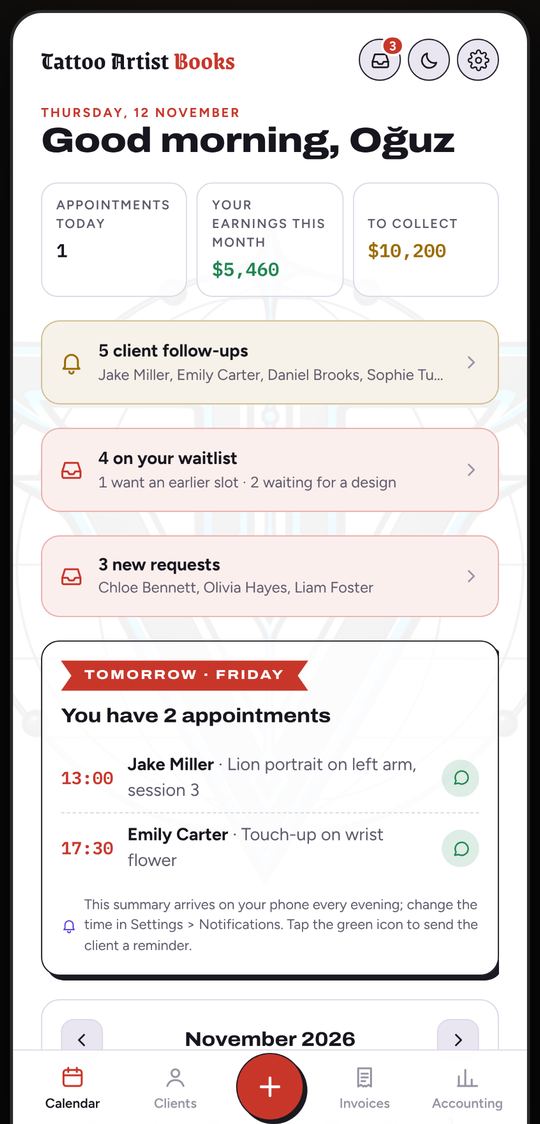 Tattoo Artist Books
3
THURSDAY, 12 NOVEMBER
Good morning, Oğuz
APPOINTMENTS
TODAY
1
YOUR
EARNINGS THIS
MONTH
$5,460
TO COLLECT
$10,200
5 client follow-ups
Jake Miller, Emily Carter, Daniel Brooks, Sophie Tu...
4 on your waitlist
1 want an earlier slot · 2 waiting for a design
3 new requests
Chloe Bennett, Olivia Hayes, Liam Foster
TOMORROW · FRIDAY
You have 2 appointments
13:00 Jake Miller · Lion portrait on left arm,
session 3
17:30 Emily Carter · Touch-up on wrist
flower
This summary arrives on your phone every evening; change the
time in Settings > Notifications. Tap the green icon to send the
client a reminder.
November 2026
Calendar
Clients
Invoices
Accounting